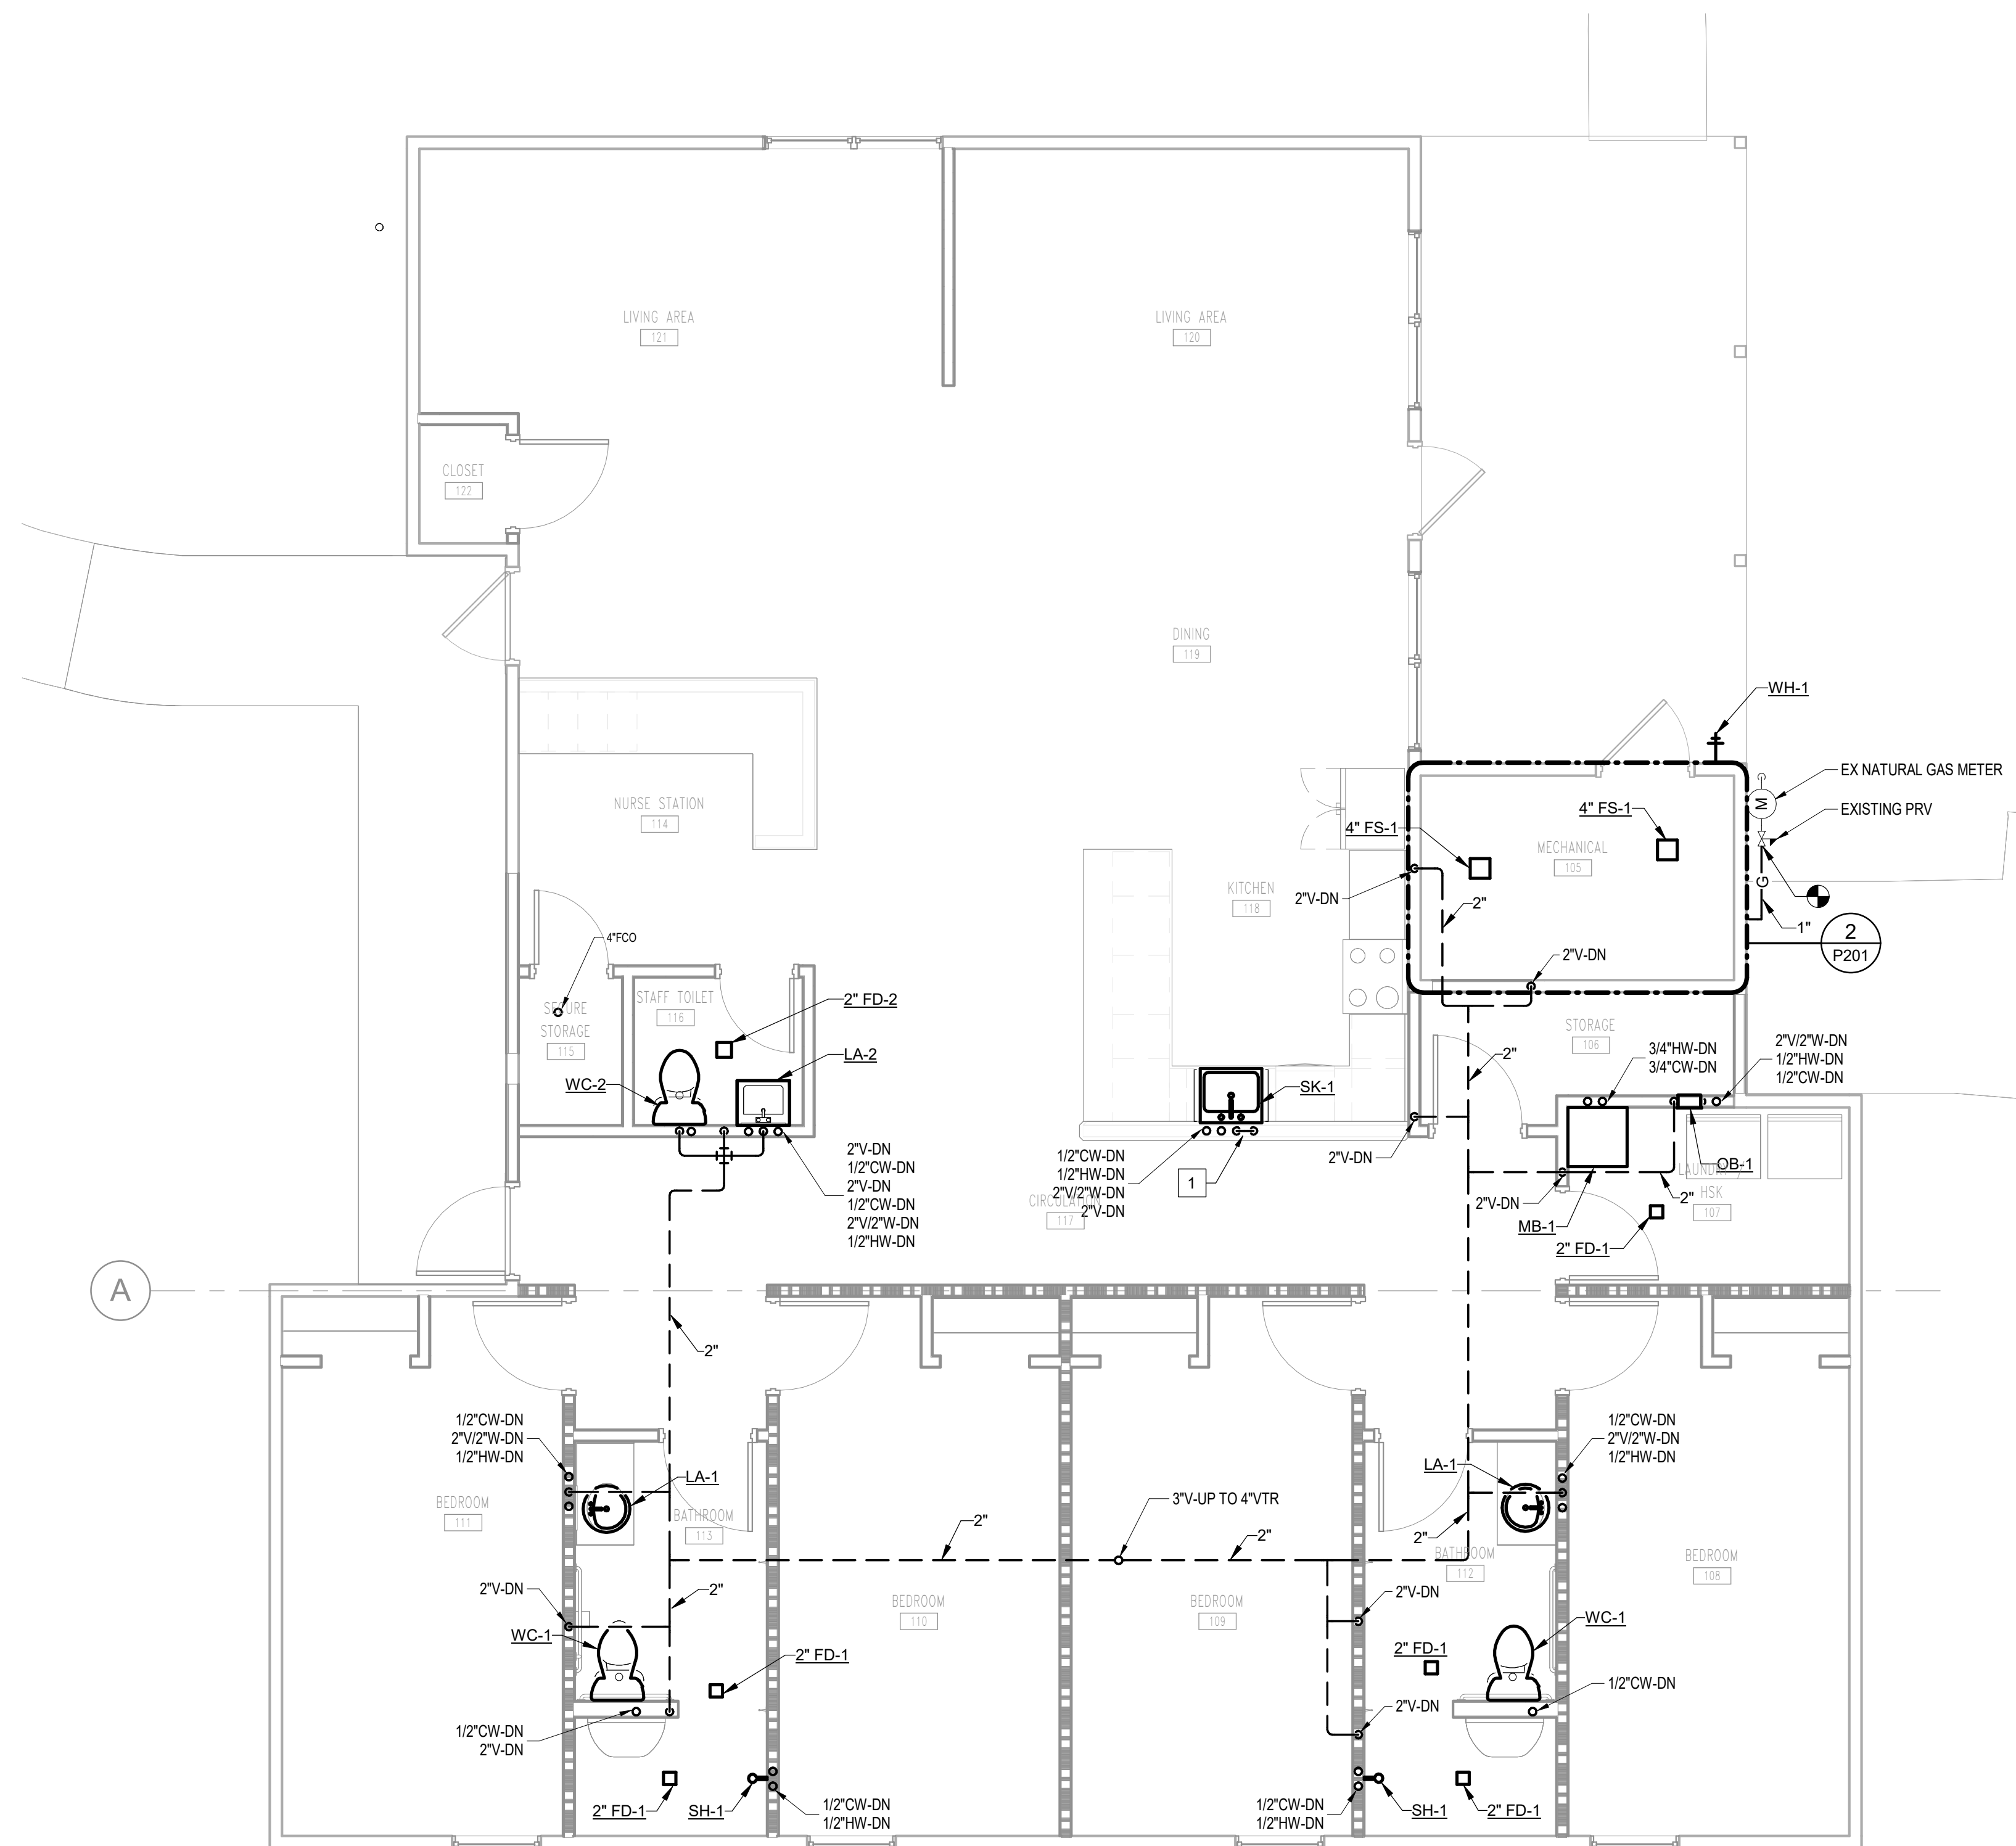 LIVING AREA
121
LIVING AREA
120
CLOSET
122
DINING
119
WH-1
EX NATURAL GAS METER
M
EXISTING PRV
G
1"
2
P201
NURSE STATION
114
4" FS-1
4" FS-1
MECHANICAL
105
KITCHEN
118
2"V-DN
2"
2"V-DN
4"FCO
SECURE
STORAGE
115
STAFF TOILET
116
2" FD-2
LA-2
WC-2
SK-1
STORAGE
106
2"
3/4"HW-DN
3/4"CW-DN
2"V/2"W-DN
1/2"HW-DN
1/2"CW-DN
2"V-DN
1/2"CW-DN
2"V-DN
1/2"CW-DN
2"V/2"W-DN
1/2"HW-DN
1/2"CW-DN
1/2"HW-DN
2"V/2"W-DN
2"V-DN
1
CIRCULATION
117
2"V-DN
OB-1
2"V-DN
2"
HSK
107
MB-1
2" FD-1
A
2"
1/2"CW-DN
2"V/2"W-DN
1/2"HW-DN
LA-1
BEDROOM
111
BATHROOM
113
2"
3"V-UP TO 4"VTR
2"
LA-1
1/2"CW-DN
2"V/2"W-DN
1/2"HW-DN
2"
BATHROOM
112
BEDROOM
108
2"V-DN
2"
WC-1
BEDROOM
110
BEDROOM
109
2"V-DN
WC-1
2" FD-1
2" FD-1
1/2"CW-DN
2"V-DN
1/2"CW-DN
2"V-DN
2" FD-1
SH-1
1/2"CW-DN
1/2"HW-DN
1/2"CW-DN
1/2"HW-DN
SH-1
2" FD-1